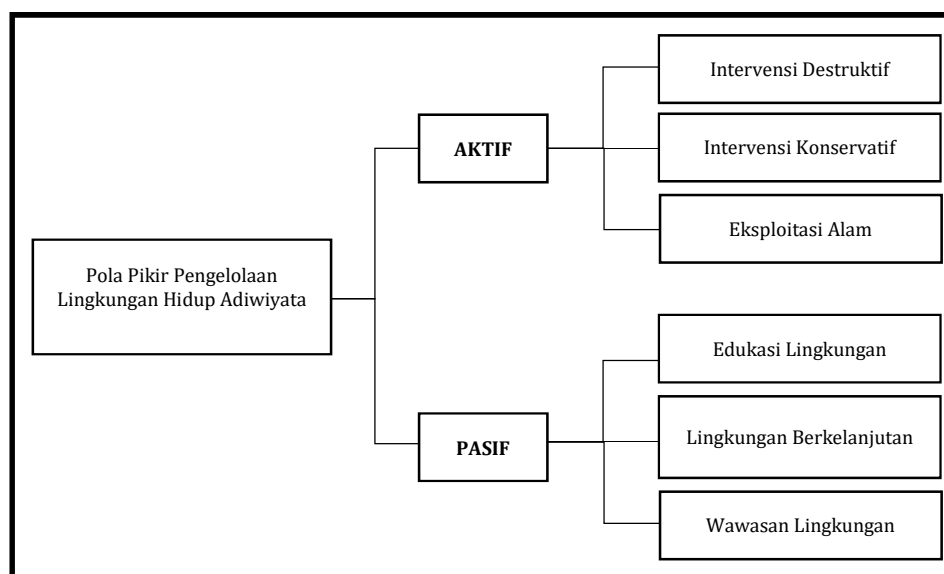 Intervensi Destruktif
AKTIF
Intervensi Konservatif
Eksploitasi Alam
Pola Pikir Pengelolaan
Lingkungan Hidup Adiwiyata
Edukasi Lingkungan
PASIF
Lingkungan Berkelanjutan
Wawasan Lingkungan